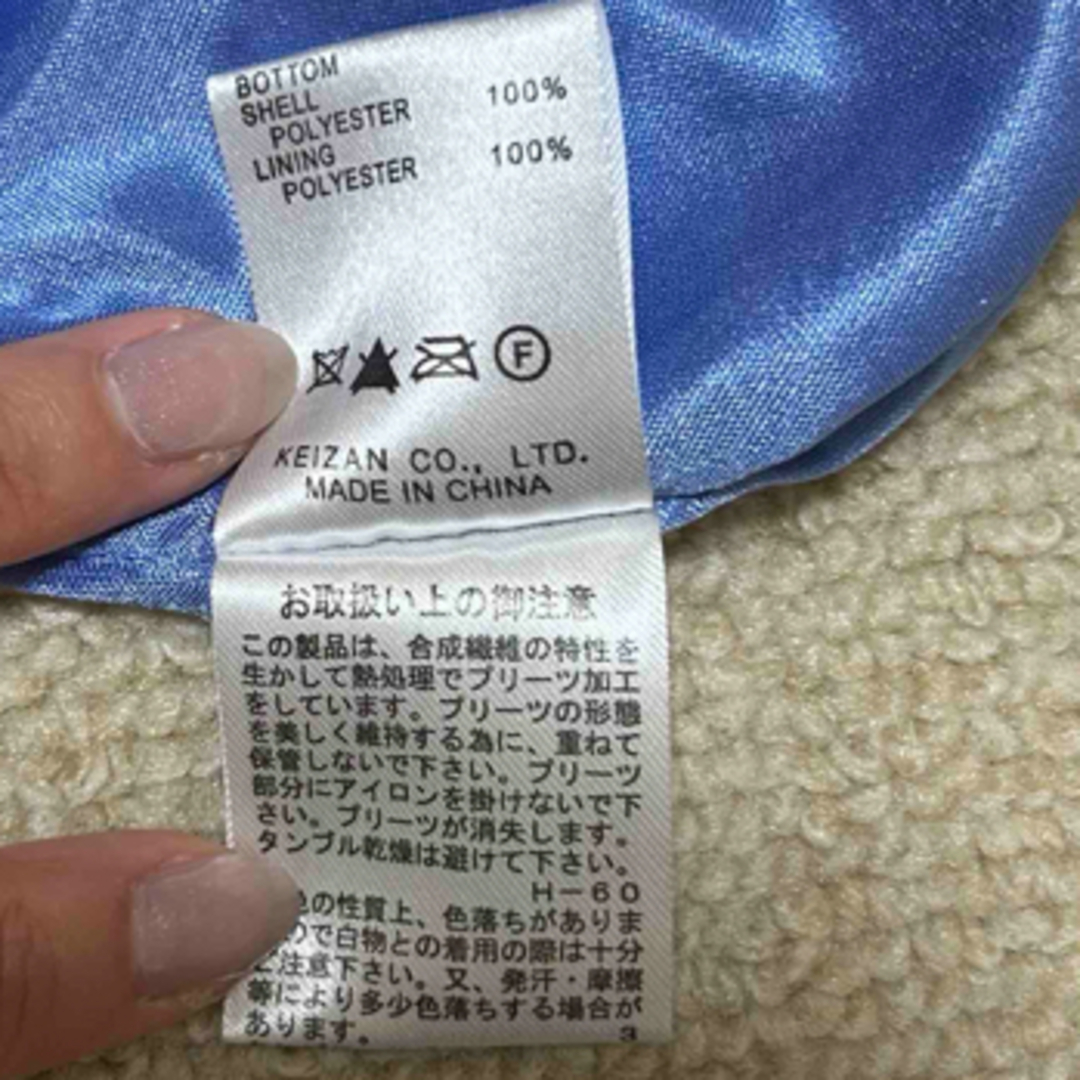 BOTTOM
SHELL
POLYESTER 100%
LINING
POLYESTER 100%
F
KEIZAN CO., LTD.
MADE IN CHINA
お取扱い上の御注意
この製品は、合成繊維の特性を
生かして熱処理でプリーツ加工
をしています。プリーツの形態
を美しく維持する為に、重ねて
保管しないで下さい。プリーツ
部分にアイロンを掛けないで下
さい。プリーツが消失します。
タンブル乾燥は避けて下さい。
H-60
の性質上、色落ちがありま
ので白物との着用の際は十分
ご注意下さい。又、発汗・摩擦
等により多少色落ちする場合が
あります。 3